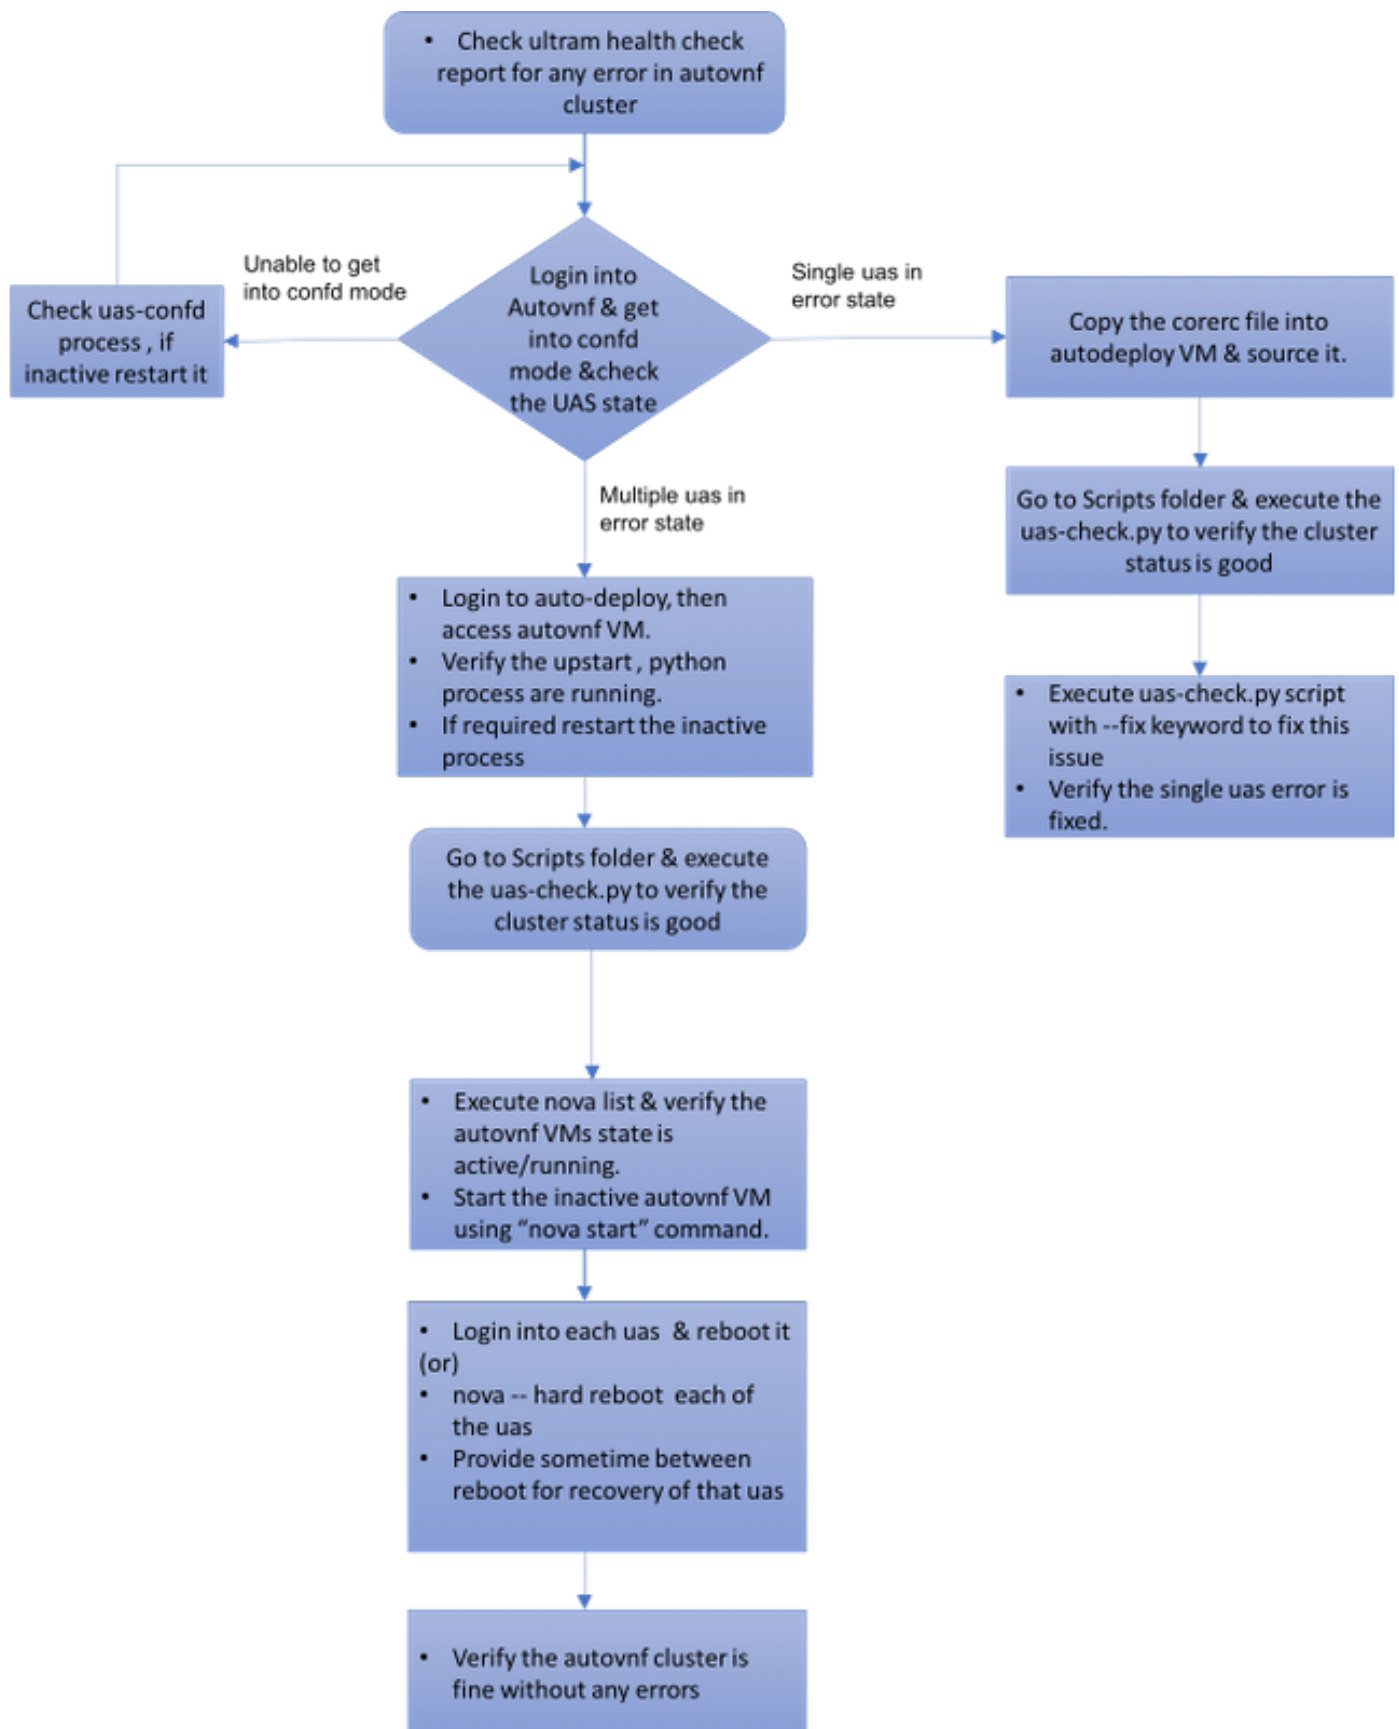 • Check ultram health check
report for any error in autovnf
cluster
Unable to get
into confd mode
Single uas in
error state
Login into
Autovnf & get
into confd
mode &check
the UAS state
Check uas-confd
process , if
inactive restart it
Copy the corerc file into
autodeploy VM & source it.
Multiple uas in
error state
Go to Scripts folder & execute the
uas-check.py to verify the cluster
status is good
• Login to auto-deploy, then
access autovnf VM.
• Verify the upstart , python
process are running.
• If required restart the inactive
process
• Execute uas-check.py script
with --fix keyword to fix this
issue
• Verify the single uas error is
fixed.
Go to Scripts folder & execute
the uas-check.py to verify the
cluster status is good
• Execute nova list & verify the
autovnf VMs state is
active/running.
• Start the inactive autovnf VM
using “nova start” command.
• Login into each uas & reboot it
(or)
• nova -- hard reboot each of
the uas
• Provide sometime between
reboot for recovery of that uas
• Verify the autovnf cluster is
fine without any errors